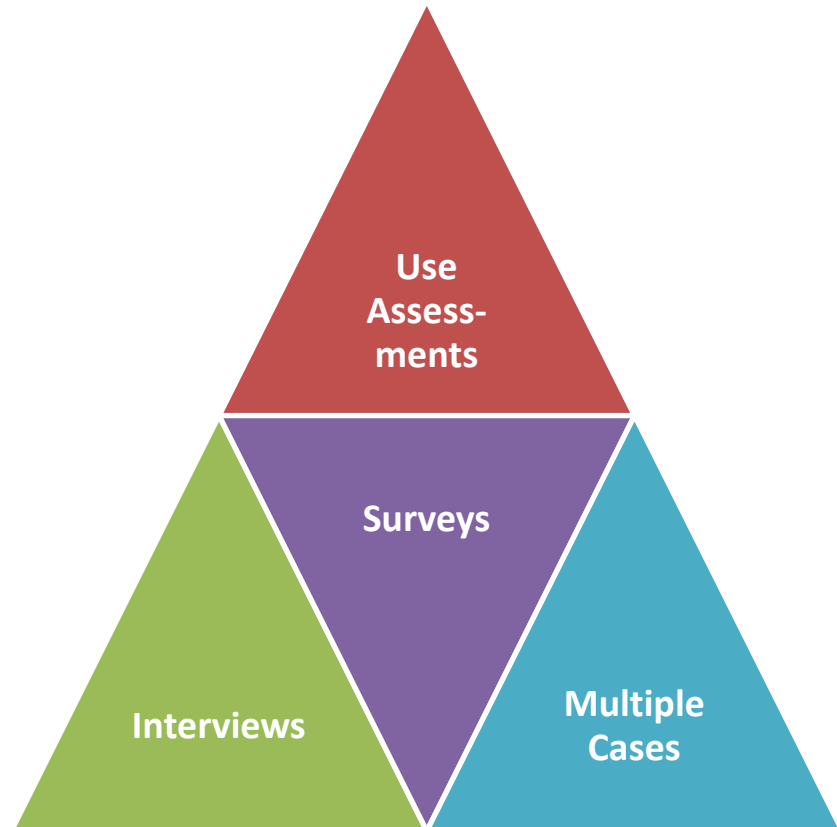 Use
Assess-
ments
Surveys
Interviews
Multiple
Cases